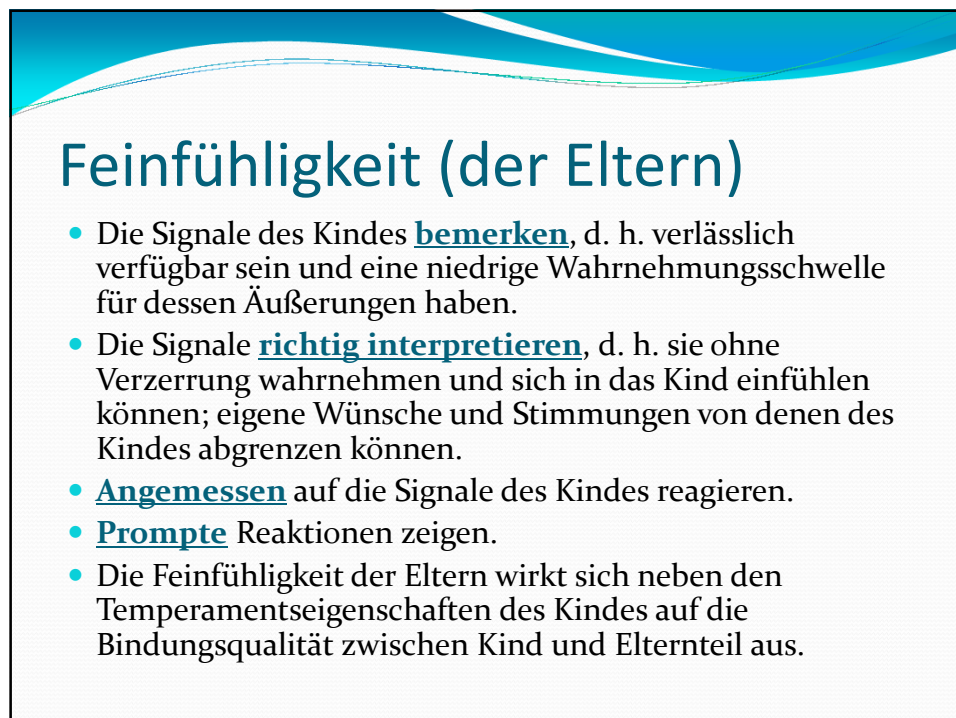 Feinfühligkeit (der Eltern)
• Die Signale des Kindes bemerken, d. h. verlässlich
verfügbar sein und eine niedrige Wahrnehmungsschwelle
für dessen Äußerungen haben.
• Die Signale richtig interpretieren, d. h. sie ohne
Verzerrung wahrnehmen und sich in das Kind einfühlen
können; eigene Wünsche und Stimmungen von denen des
Kindes abgrenzen können.
• Angemessen auf die Signale des Kindes reagieren.
• Prompte Reaktionen zeigen.
• Die Feinfühligkeit der Eltern wirkt sich neben den
Temperamentseigenschaften des Kindes auf die
Bindungsqualität zwischen Kind und Elternteil aus.